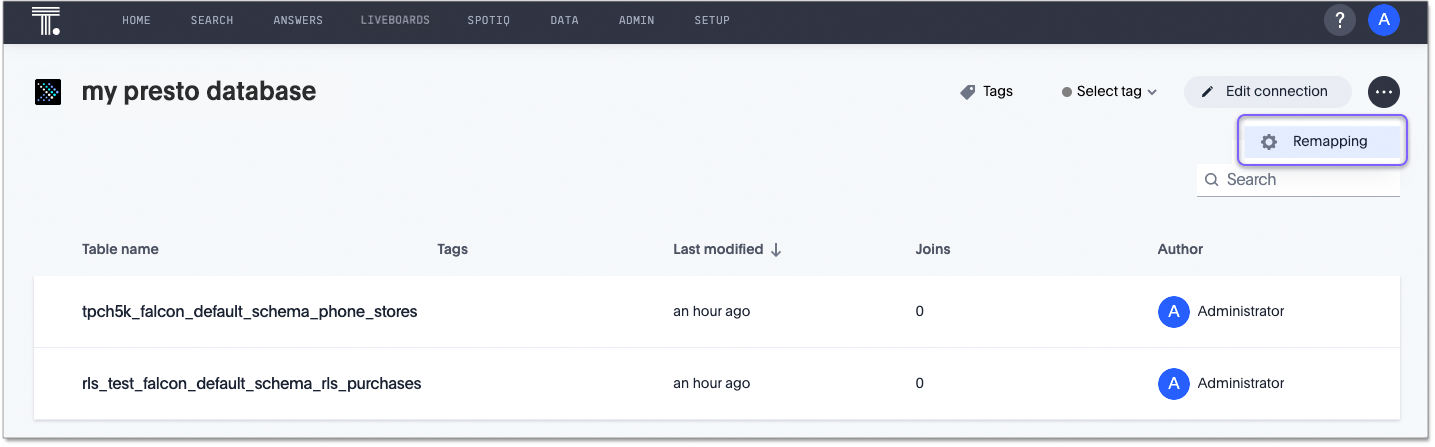 T. HOME SEARCH ANSWERS LIVEBOARDS SPOTIQ DATA ADMIN SETUP ? A
my presto database Tags Select tag Edit connection ...
Remapping
Search
Table name Tags Last modified ↓ Joins Author
tpch5k_falcon_default_schema_phone_stores an hour ago 0 A Administrator
rls_test_falcon_default_schema_rls_purchases an hour ago 0 A Administrator